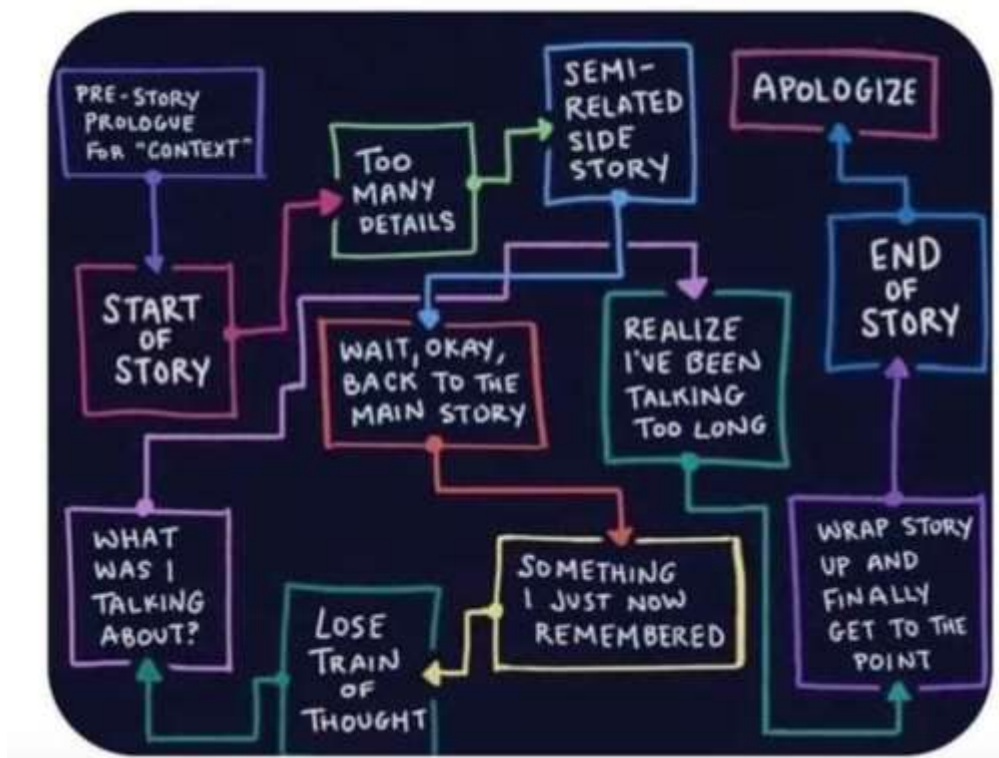 PRE-STORY
PROLOGUE
FOR "CONTEXT"
START
OF
STORY
TOO
MANY
DETAILS
SEMI-
RELATED
SIDE
STORY
WAIT, OKAY,
BACK TO THE
MAIN STORY
SOMETHING
I JUST NOW
REMEMBERED
LOSE
TRAIN
OF
THOUGHT
WHAT
WAS I
TALKING
ABOUT?
REALIZE
I'VE BEEN
TALKING
TOO LONG
WRAP STORY
UP AND
FINALLY
GET TO THE
POINT
END
OF
STORY
APOLOGIZE